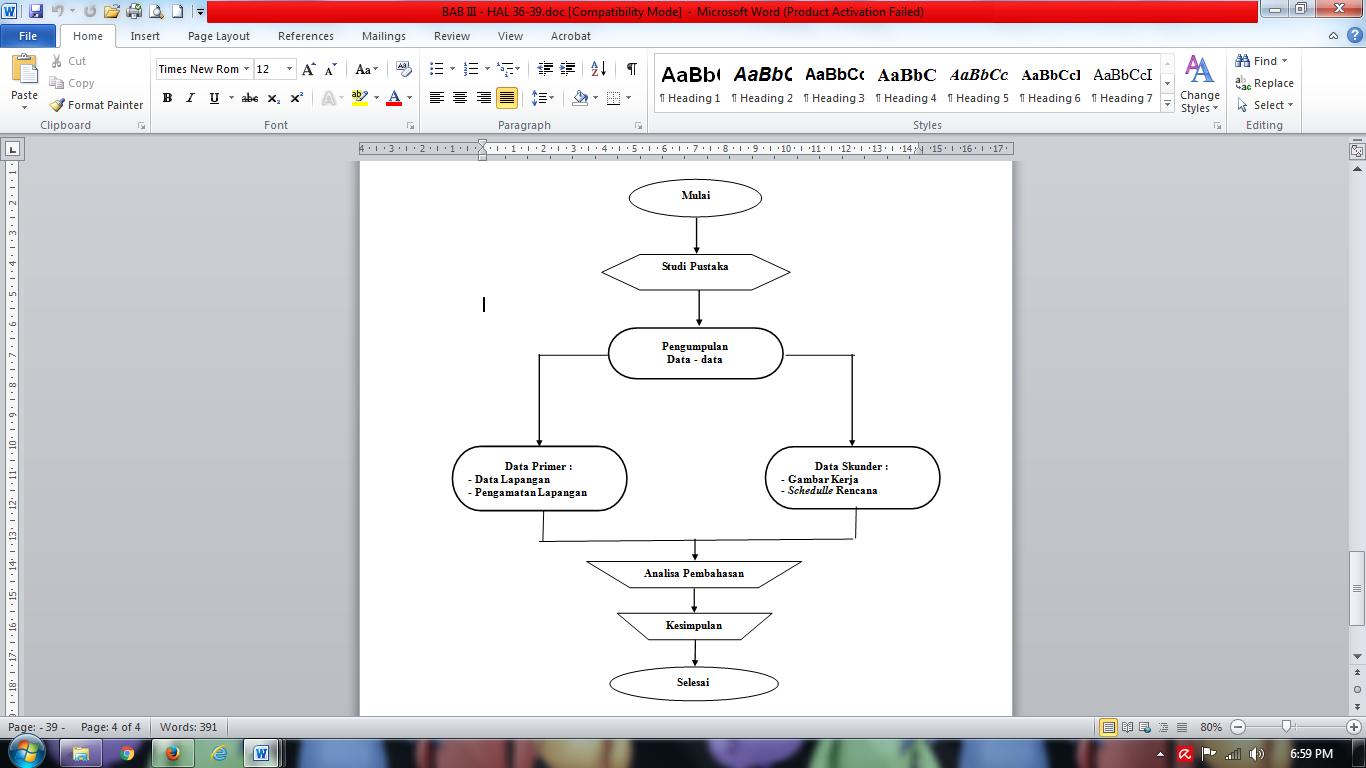 BAB III - HAL 36-39.doc [Compatibility Mode] - Microsoft Word (Product Activation Failed)
File Home Insert Page Layout References Mailings Review View Acrobat
Paste
Cut
Copy
Format Painter
Clipboard
Times New Rom 12
Font
Paragraph
AaBb( AaBbC AaBbCc AaBbC AaBbCc AaBbCcI AaBbCcI
¶ Heading 1 ¶ Heading 2 ¶ Heading 3 ¶ Heading 4 ¶ Heading 5 ¶ Heading 6 ¶ Heading 7
Change Styles
Styles
Find
Replace
Select
Editing
Mulai
Studi Pustaka
Pengumpulan
Data - data
Data Primer :
- Data Lapangan
- Pengamatan Lapangan
Data Skunder :
- Gambar Kerja
- Schedulle Rencana
Analisa Pembahasan
Kesimpulan
Selesai
Page: - 39 - Page: 4 of 4 Words: 391
80%
6:59 PM